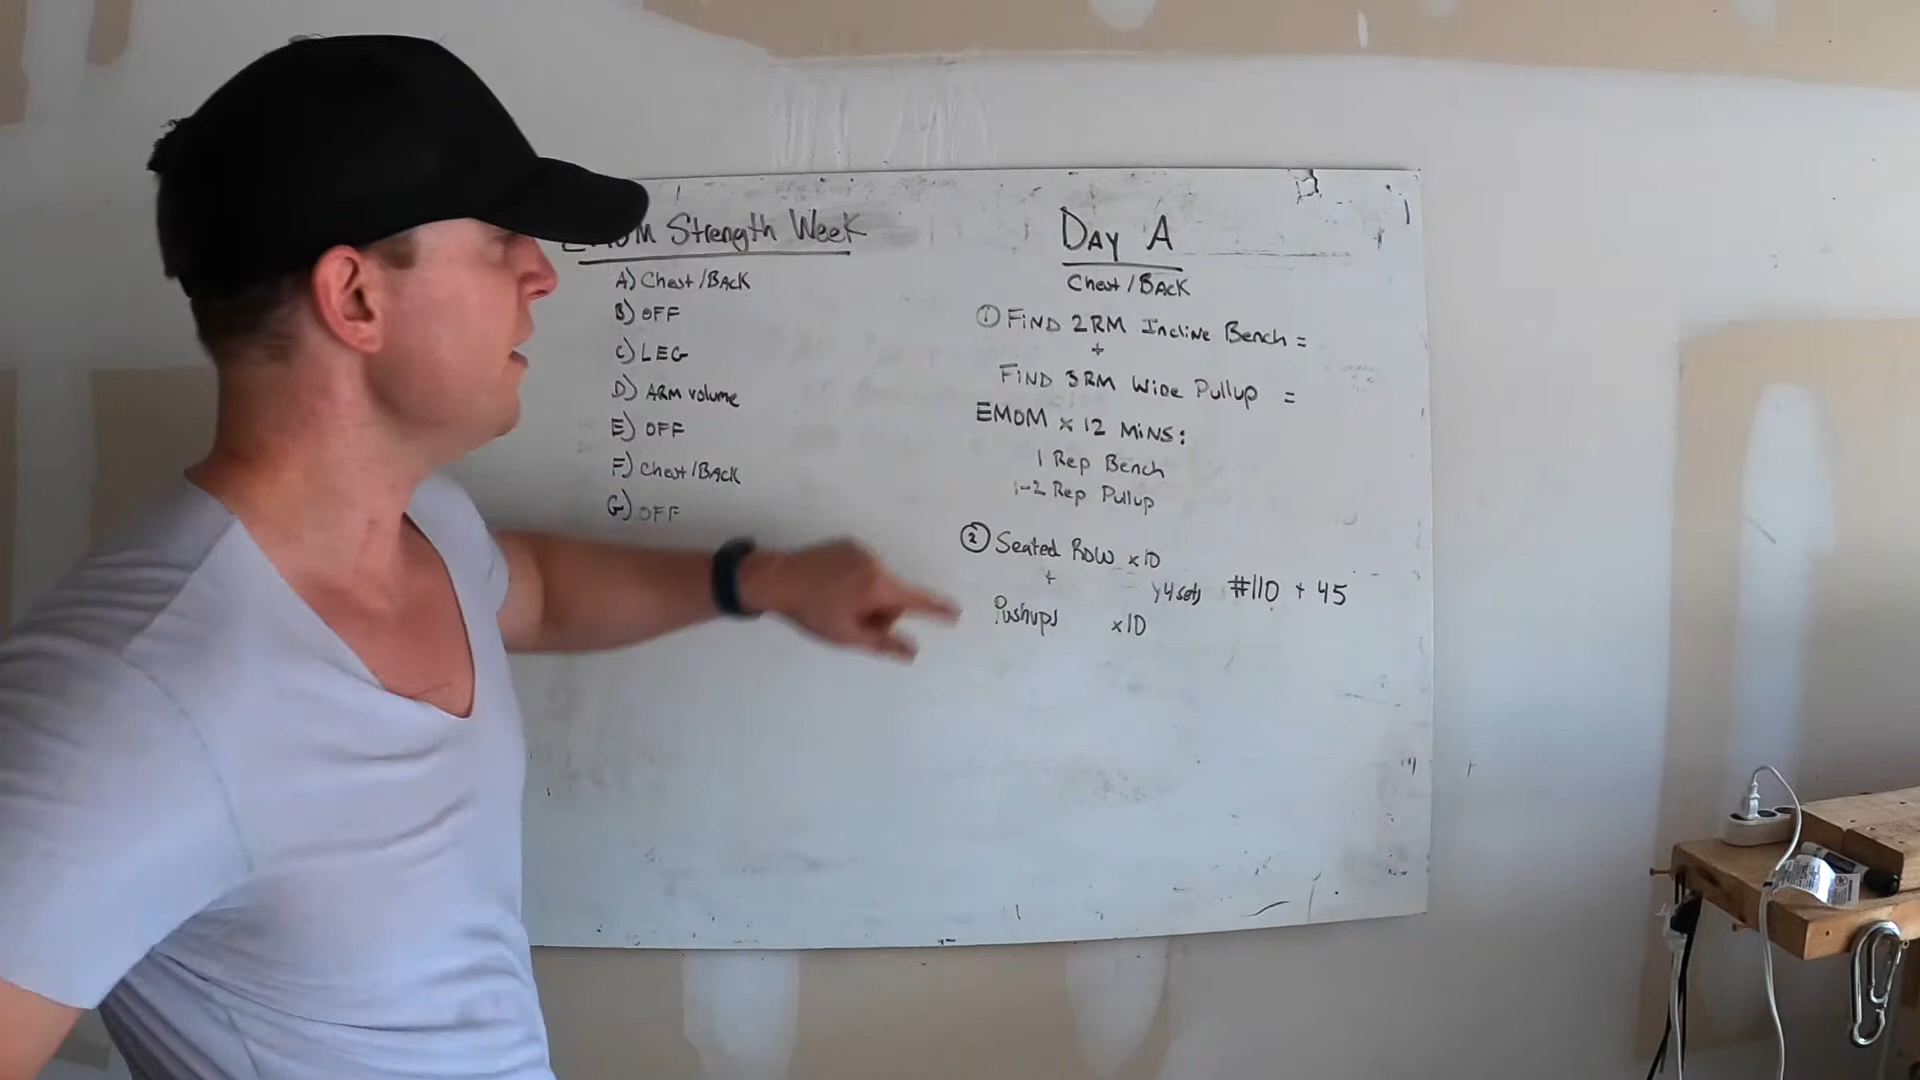 Strength Week
A) Chest/Back
B) OFF
C) LEG
D) ARM volume
E) OFF
F) Chest/Back
G) OFF
Day A
Chest/Back
① FIND 2RM Incline Bench =
+
FIND 3RM Wide Pullup =
EMOM x 12 MINS:
1 Rep Bench
1-2 Rep Pullup
② Seated Row x10
+
4 sets #110 + 45
Pushups x10